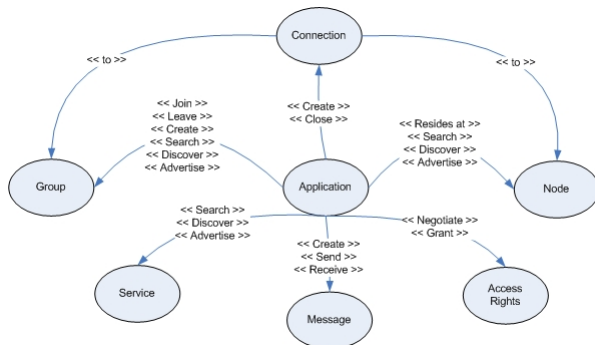 Connection
<< to >>
<< to >>
<< Create >>
<< Close >>
<< Join >>
<< Leave >>
<< Create >>
<< Search >>
<< Discover >>
<< Advertise >>
<< Resides at >>
<< Search >>
<< Discover >>
<< Advertise >>
Group
Application
Node
<< Search >>
<< Discover >>
<< Advertise >>
<< Create >>
<< Send >>
<< Receive >>
<< Negotiate >>
<< Grant >>
Service
Message
Access
Rights